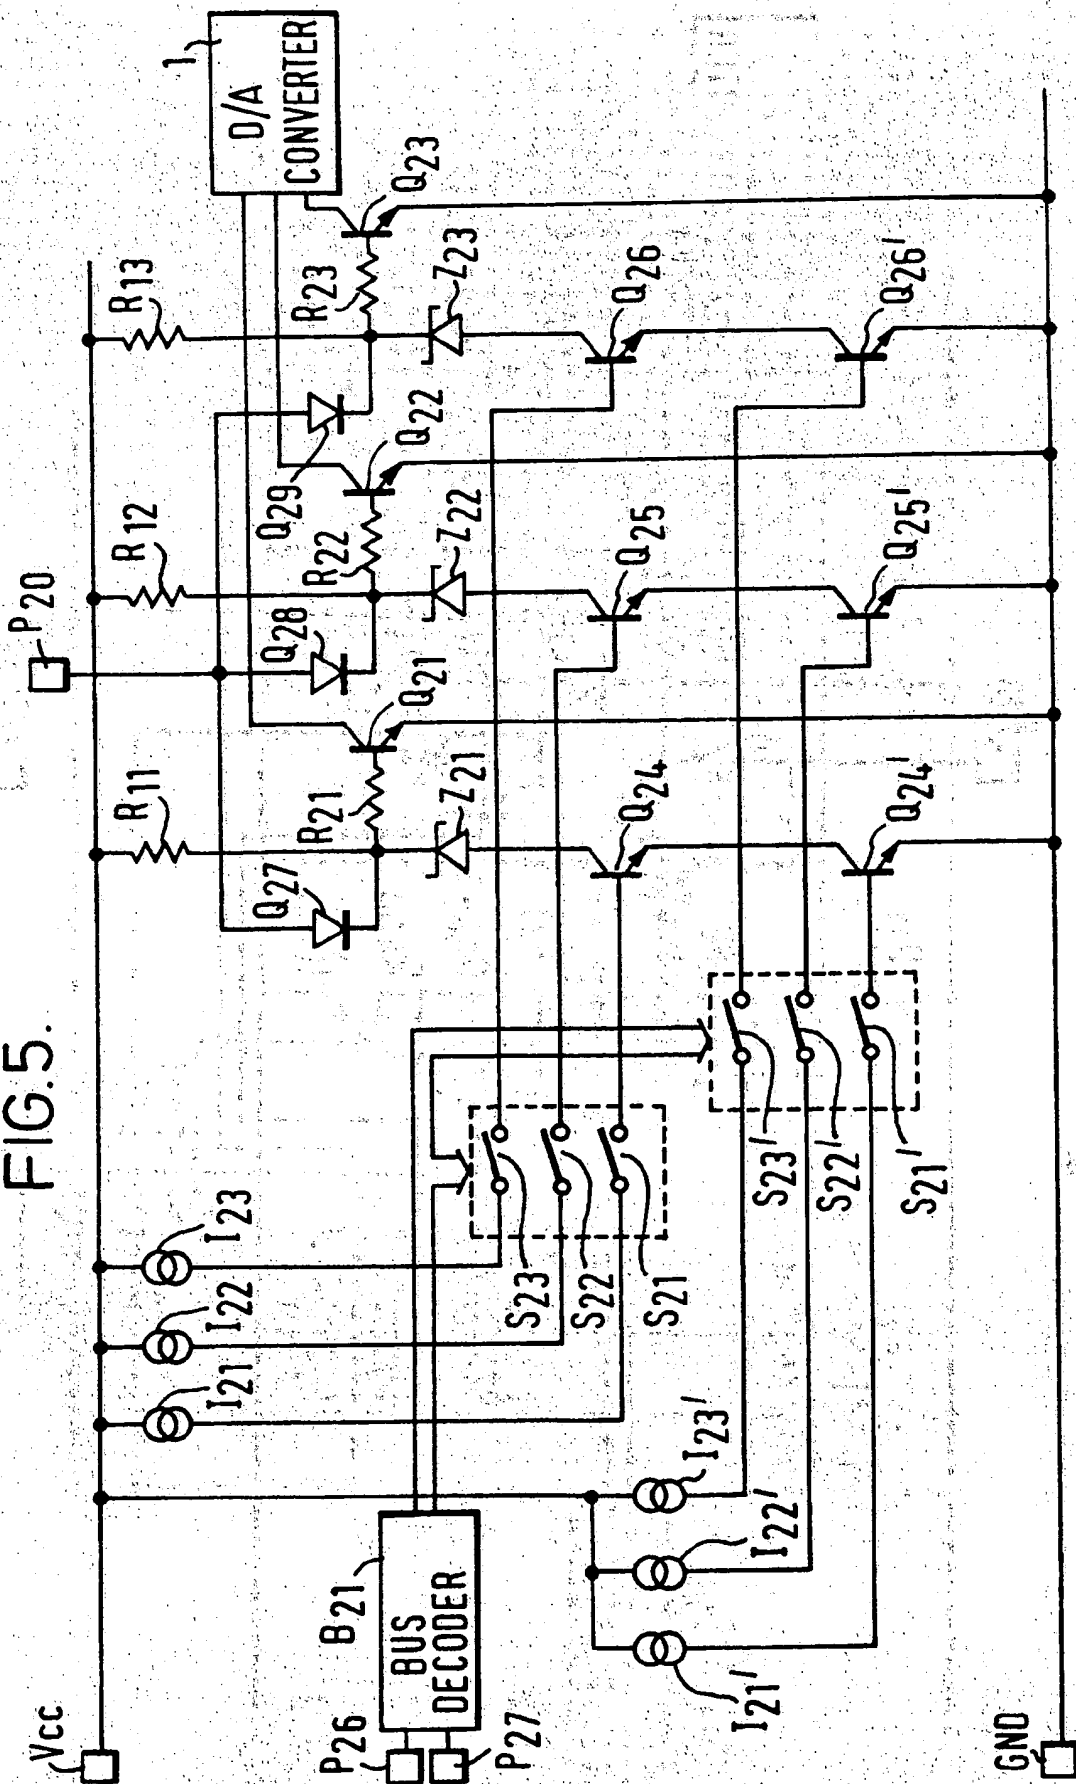 FIG.5.
Vcc
P20
R11
R12
R13
1
D/A
CONVERTER
I21
I22
I23
Q27
Q28
Q29
R21
R22
R23
Q21
Q22
Q23
Z21
Z22
Z23
B21
BUS
DECODER
P26
P27
S23
S22
S21
Q24
Q25
Q26
S23'
S22'
S21'
Q24'
Q25'
Q26'
I21'
I22'
I23'
GND